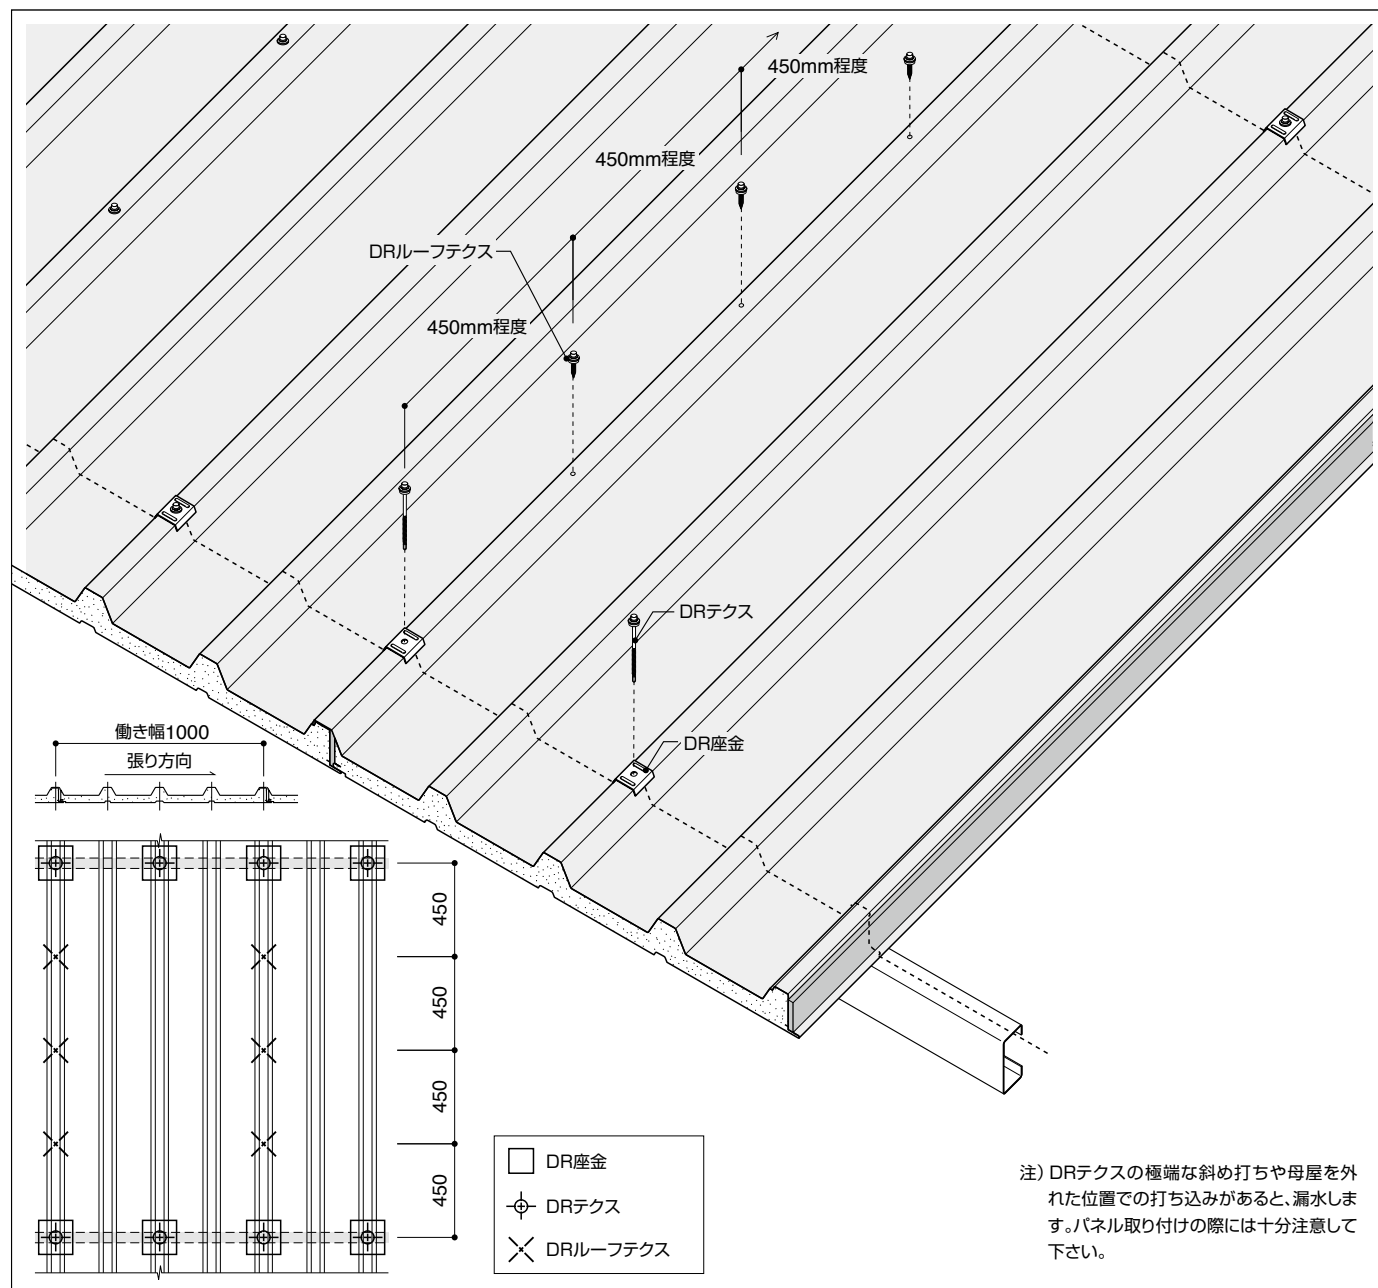 450mm程度
450mm程度
DRルーフテクス
450mm程度
DRテクス
DR座金
働き幅1000
張り方向
450
450
450
450
DR座金
DRテクス
DRルーフテクス
注）DRテクスの極端な斜め打ちや母屋を外
れた位置での打ち込みがあると、漏水しま
す。パネル取り付けの際には十分注意して
下さい。